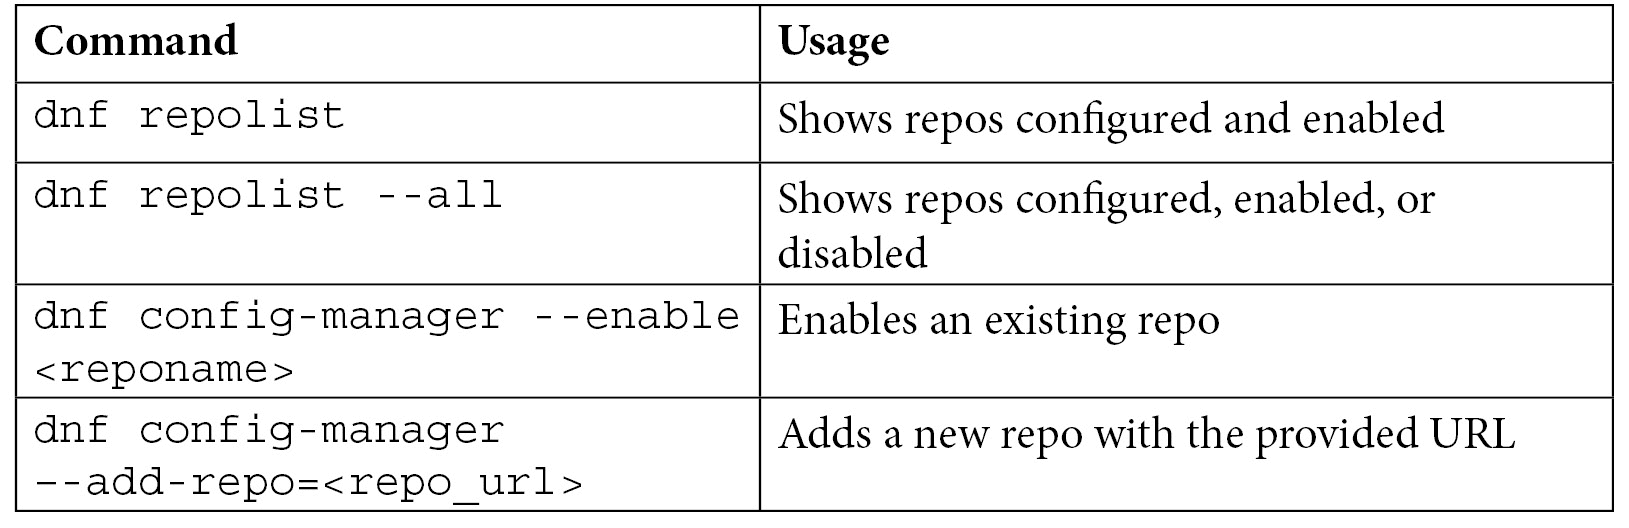 Command
Usage
dnf repolist
Shows repos configured and enabled
dnf repolist --all
Shows repos configured, enabled, or
disabled
dnf config-manager --enable
<reponame>
Enables an existing repo
dnf config-manager
–-add-repo=<repo_url>
Adds a new repo with the provided URL